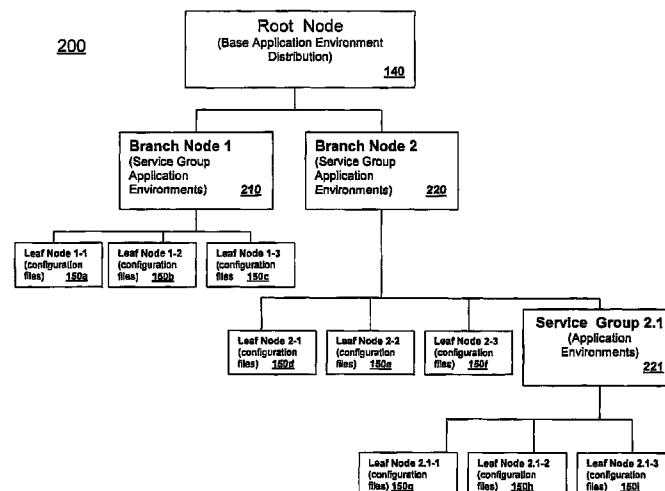 200
Root Node
(Base Application Environment
Distribution)
140
Branch Node 1
(Service Group
Application
Environments)
210
Branch Node 2
(Service Group
Application
Environments)
220
Leaf Node 1-1
(configuration
files) 150a
Leaf Node 1-2
(configuration
files) 150b
Leaf Node 1-3
(configuration
files) 150c
Leaf Node 2-1
(configuration
files) 150d
Leaf Node 2-2
(configuration
files) 150e
Leaf Node 2-3
(configuration
files) 150f
Service Group 2.1
(Application
Environments)
221
Leaf Node 2.1-1
(configuration
files) 150g
Leaf Node 2.1-2
(configuration
files) 150h
Leaf Node 2.1-3
(configuration
files) 150i